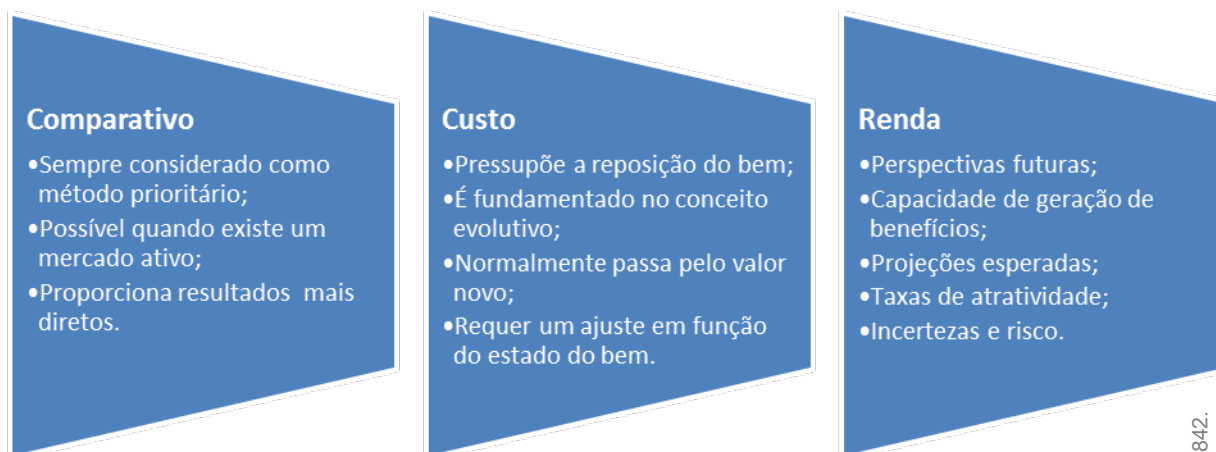 Comparativo
•Sempre considerado como
método prioritário;
•Possível quando existe um
mercado ativo;
•Proporciona resultados mais
diretos.
Custo
•Pressupõe a reposição do bem;
•É fundamentado no conceito
evolutivo;
•Normalmente passa pelo valor
novo;
•Requer um ajuste em função
do estado do bem.
Renda
•Perspectivas futuras;
•Capacidade de geração de
benefícios;
•Projeções esperadas;
•Taxas de atratividade;
•Incertezas e risco.
842.